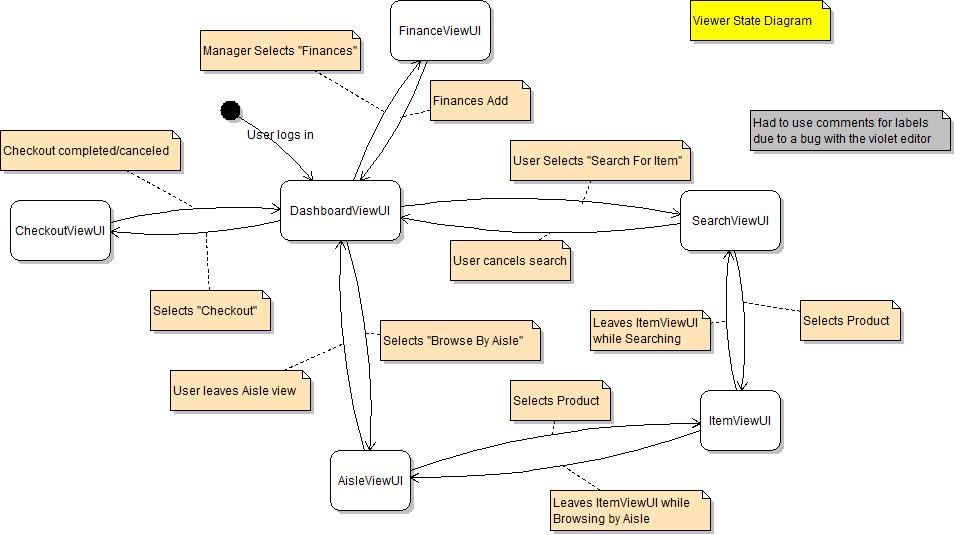 FinanceViewUI
Viewer State Diagram
Manager Selects "Finances"
Finances Add
User logs in
Had to use comments for labels
due to a bug with the violet editor
Checkout completed/canceled
User Selects "Search For Item"
DashboardViewUI
CheckoutViewUI
SearchViewUI
User cancels search
Selects "Checkout"
Leaves ItemViewUI
while Searching
Selects Product
Selects "Browse By Aisle"
User leaves Aisle view
Selects Product
ItemViewUI
AisleViewUI
Leaves ItemViewUI while
Browsing by Aisle